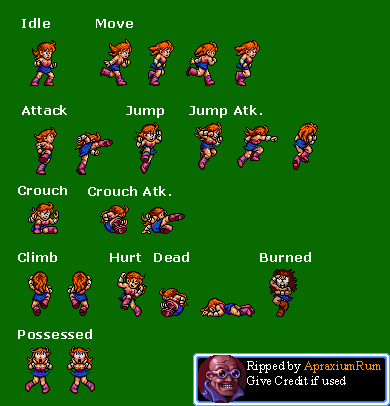 Idle Move
Attack Jump Jump Atk.
Crouch Crouch Atk.
Climb Hurt Dead Burned
Possessed
Ripped by ApraxiumRum
Give Credit if used